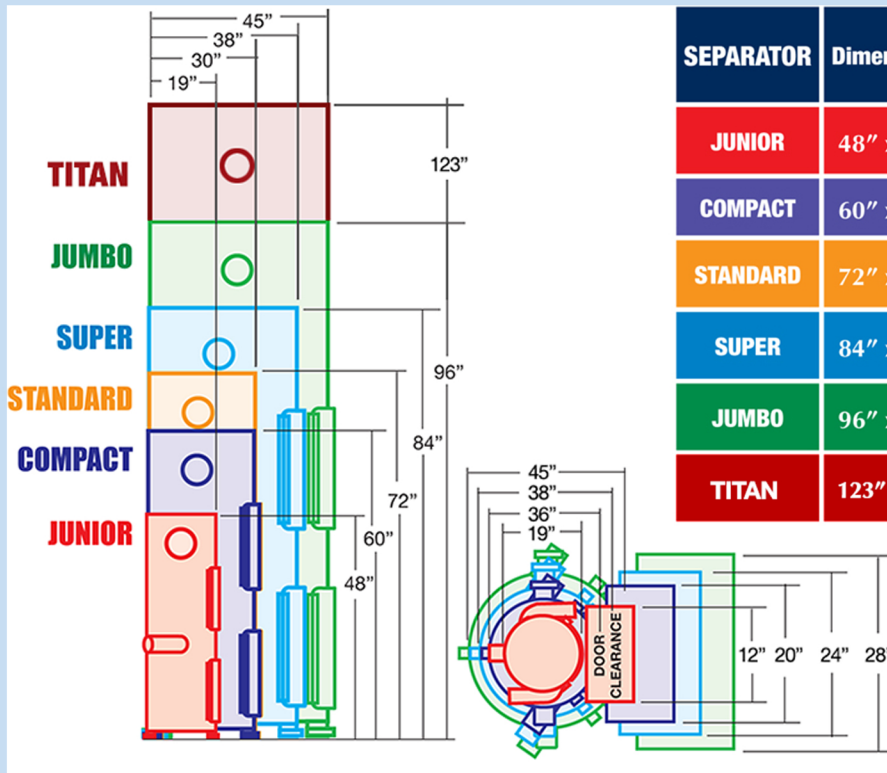 45”
38”
30”
19”
TITAN
123”
JUMBO
SUPER
96”
STANDARD
84”
COMPACT
72”
JUNIOR
60”
48”
45”
38”
36”
19”
DOOR
CLEARANCE
12” 20” 24” 28”
SEPARATOR
JUNIOR 48”
COMPACT 60”
STANDARD 72”
SUPER 84”
JUMBO 96”
TITAN 123”